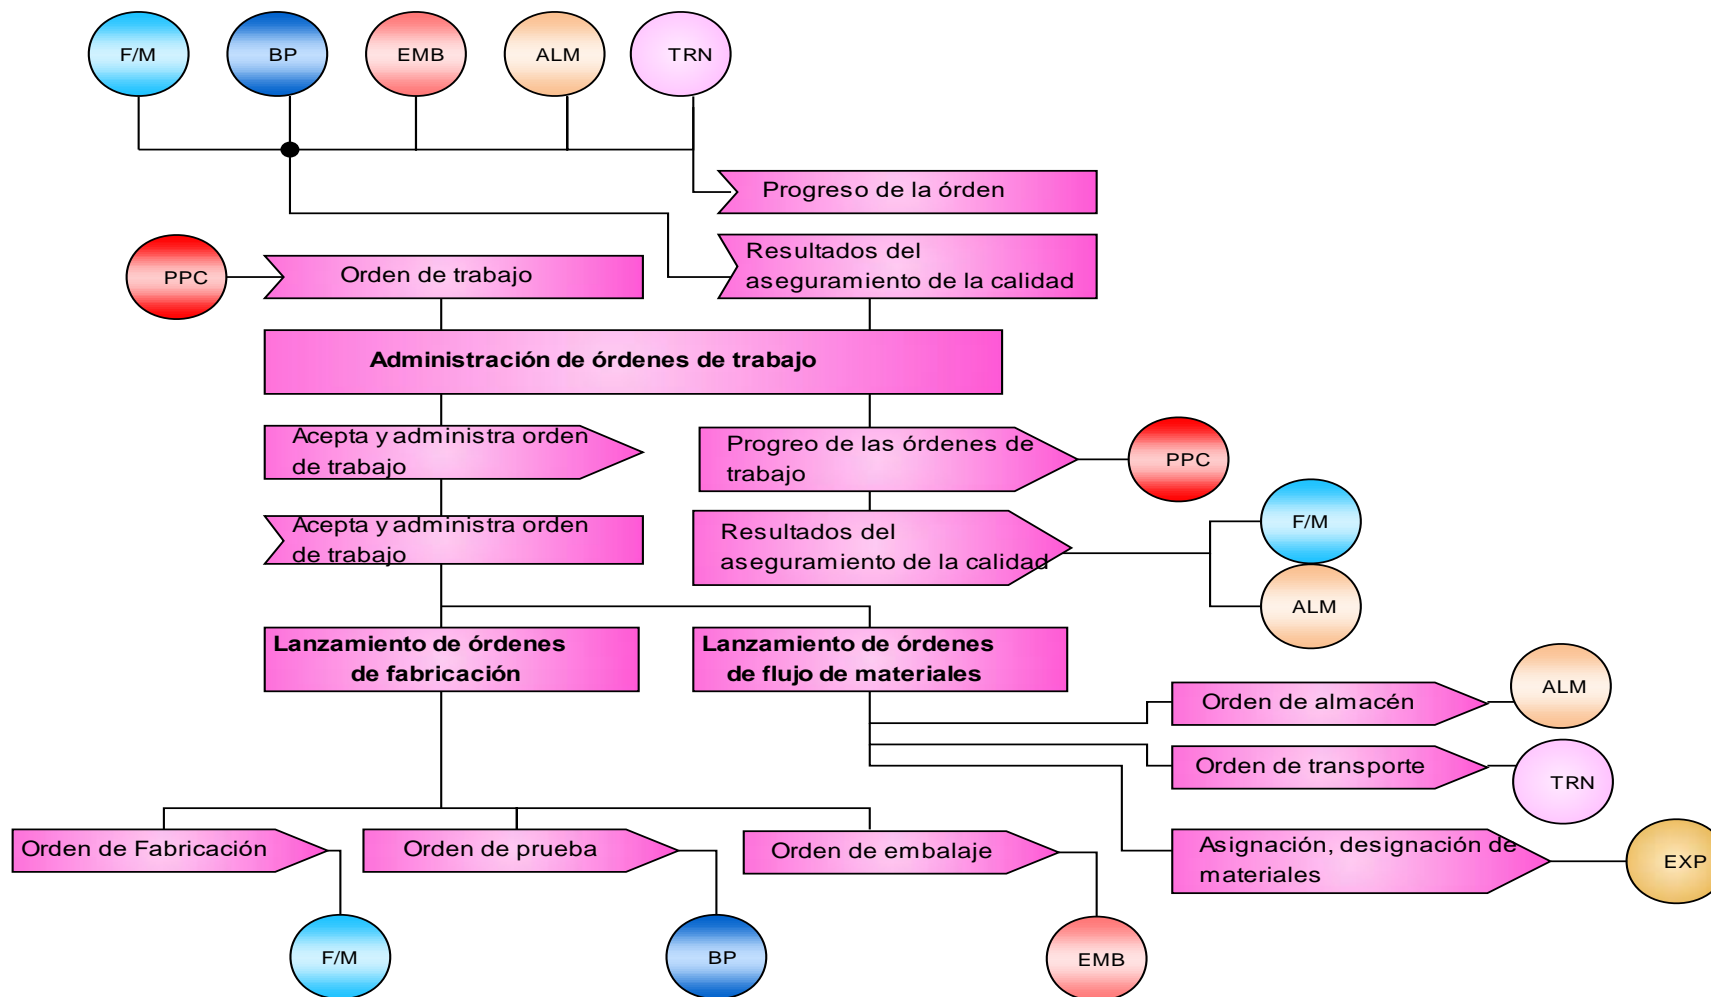 F/M
BP
EMB
ALM
TRN
Progreso de la órden
PPC
Orden de trabajo
Resultados del
aseguramiento de la calidad
Administración de órdenes de trabajo
Acepta y administra orden
de trabajo
Progreo de las órdenes de
trabajo
PPC
Acepta y administra orden
de trabajo
Resultados del
aseguramiento de la calidad
F/M
ALM
Lanzamiento de órdenes
de fabricación
Lanzamiento de órdenes
de flujo de materiales
Orden de almacén
ALM
Orden de transporte
TRN
Orden de Fabricación
Orden de prueba
Orden de embalaje
Asignación, designación de
materiales
EXP
F/M
BP
EMB